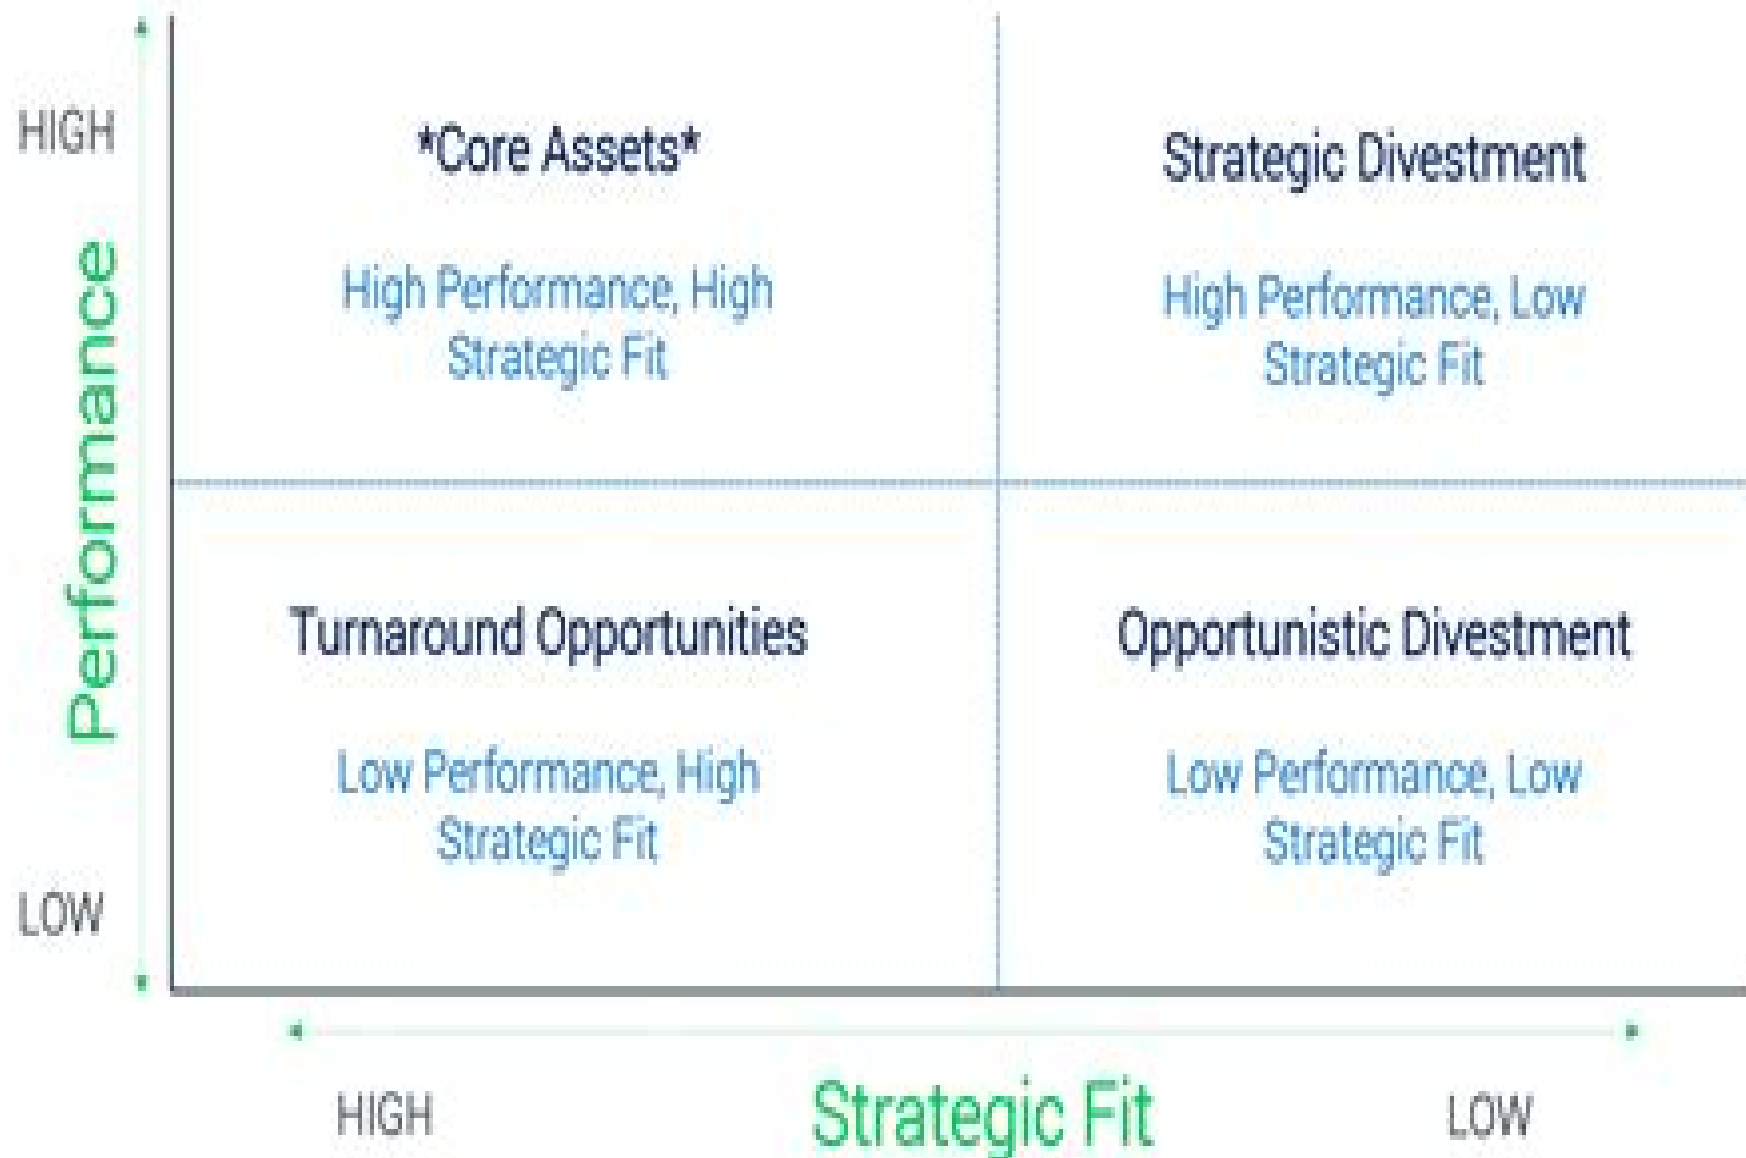 HIGH
*Core Assets*
High Performance, High
Strategic Fit
Strategic Divestment
High Performance, Low
Strategic Fit
Performance
Turnaround Opportunities
Low Performance, High
Strategic Fit
Opportunistic Divestment
Low Performance, Low
Strategic Fit
LOW
HIGH
Strategic Fit
LOW